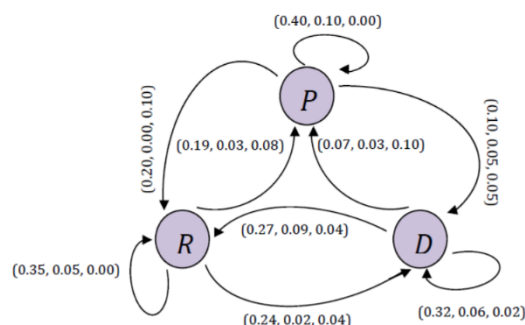 (0.40, 0.10, 0.00)
P
(0.20, 0.00, 0.10)
(0.19, 0.03, 0.08)
(0.07, 0.03, 0.10)
(0.10, 0.05, 0.05)
R
(0.27, 0.09, 0.04)
D
(0.35, 0.05, 0.00)
(0.24, 0.02, 0.04)
(0.32, 0.06, 0.02)